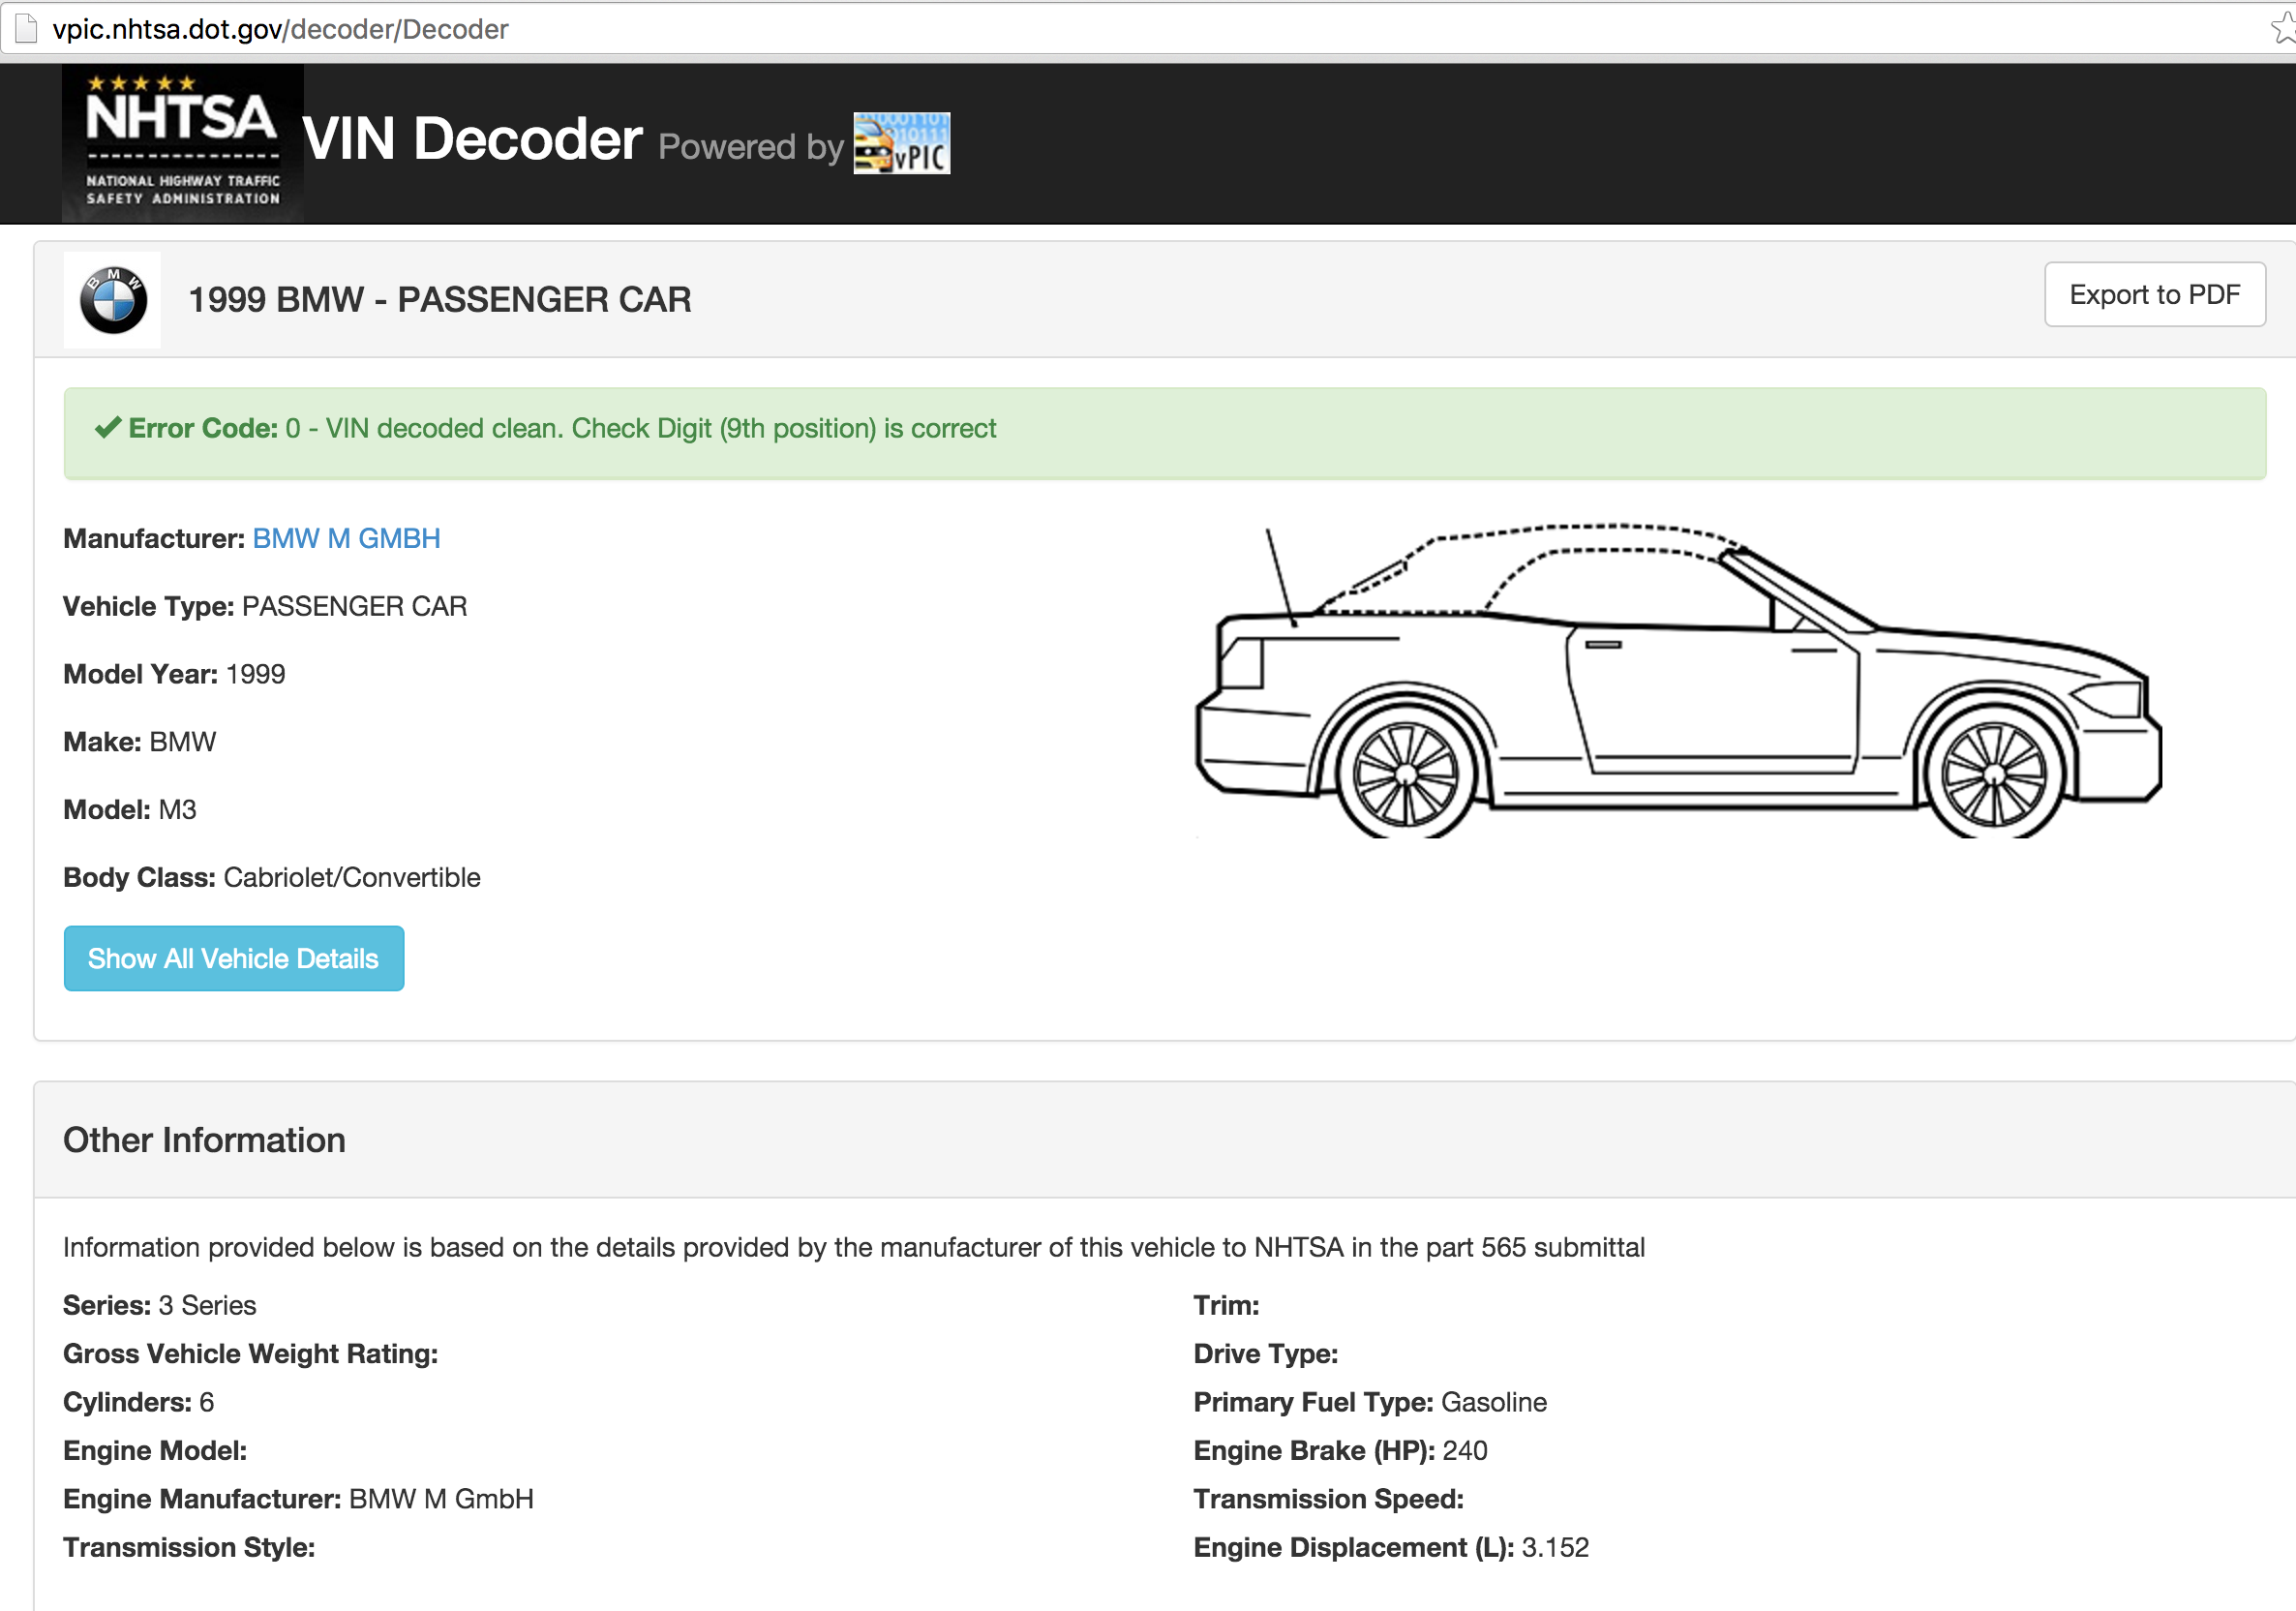 vpic.nhtsa.dot.gov/decoder/Decoder
NHTSA
NATIONAL HIGHWAY TRAFFIC
SAFETY ADMINISTRATION
VIN Decoder Powered by
vPIC
BMW
1999 BMW - PASSENGER CAR
Export to PDF
Error Code: 0 - VIN decoded clean. Check Digit (9th position) is correct
Manufacturer: BMW M GMBH
Vehicle Type: PASSENGER CAR
Model Year: 1999
Make: BMW
Model: M3
Body Class: Cabriolet/Convertible
Show All Vehicle Details
Other Information
Information provided below is based on the details provided by the manufacturer of this vehicle to NHTSA in the part 565 submittal
Series: 3 Series
Trim:
Gross Vehicle Weight Rating:
Drive Type:
Cylinders: 6
Primary Fuel Type: Gasoline
Engine Model:
Engine Brake (HP): 240
Engine Manufacturer: BMW M GmbH
Transmission Speed:
Transmission Style:
Engine Displacement (L): 3.152